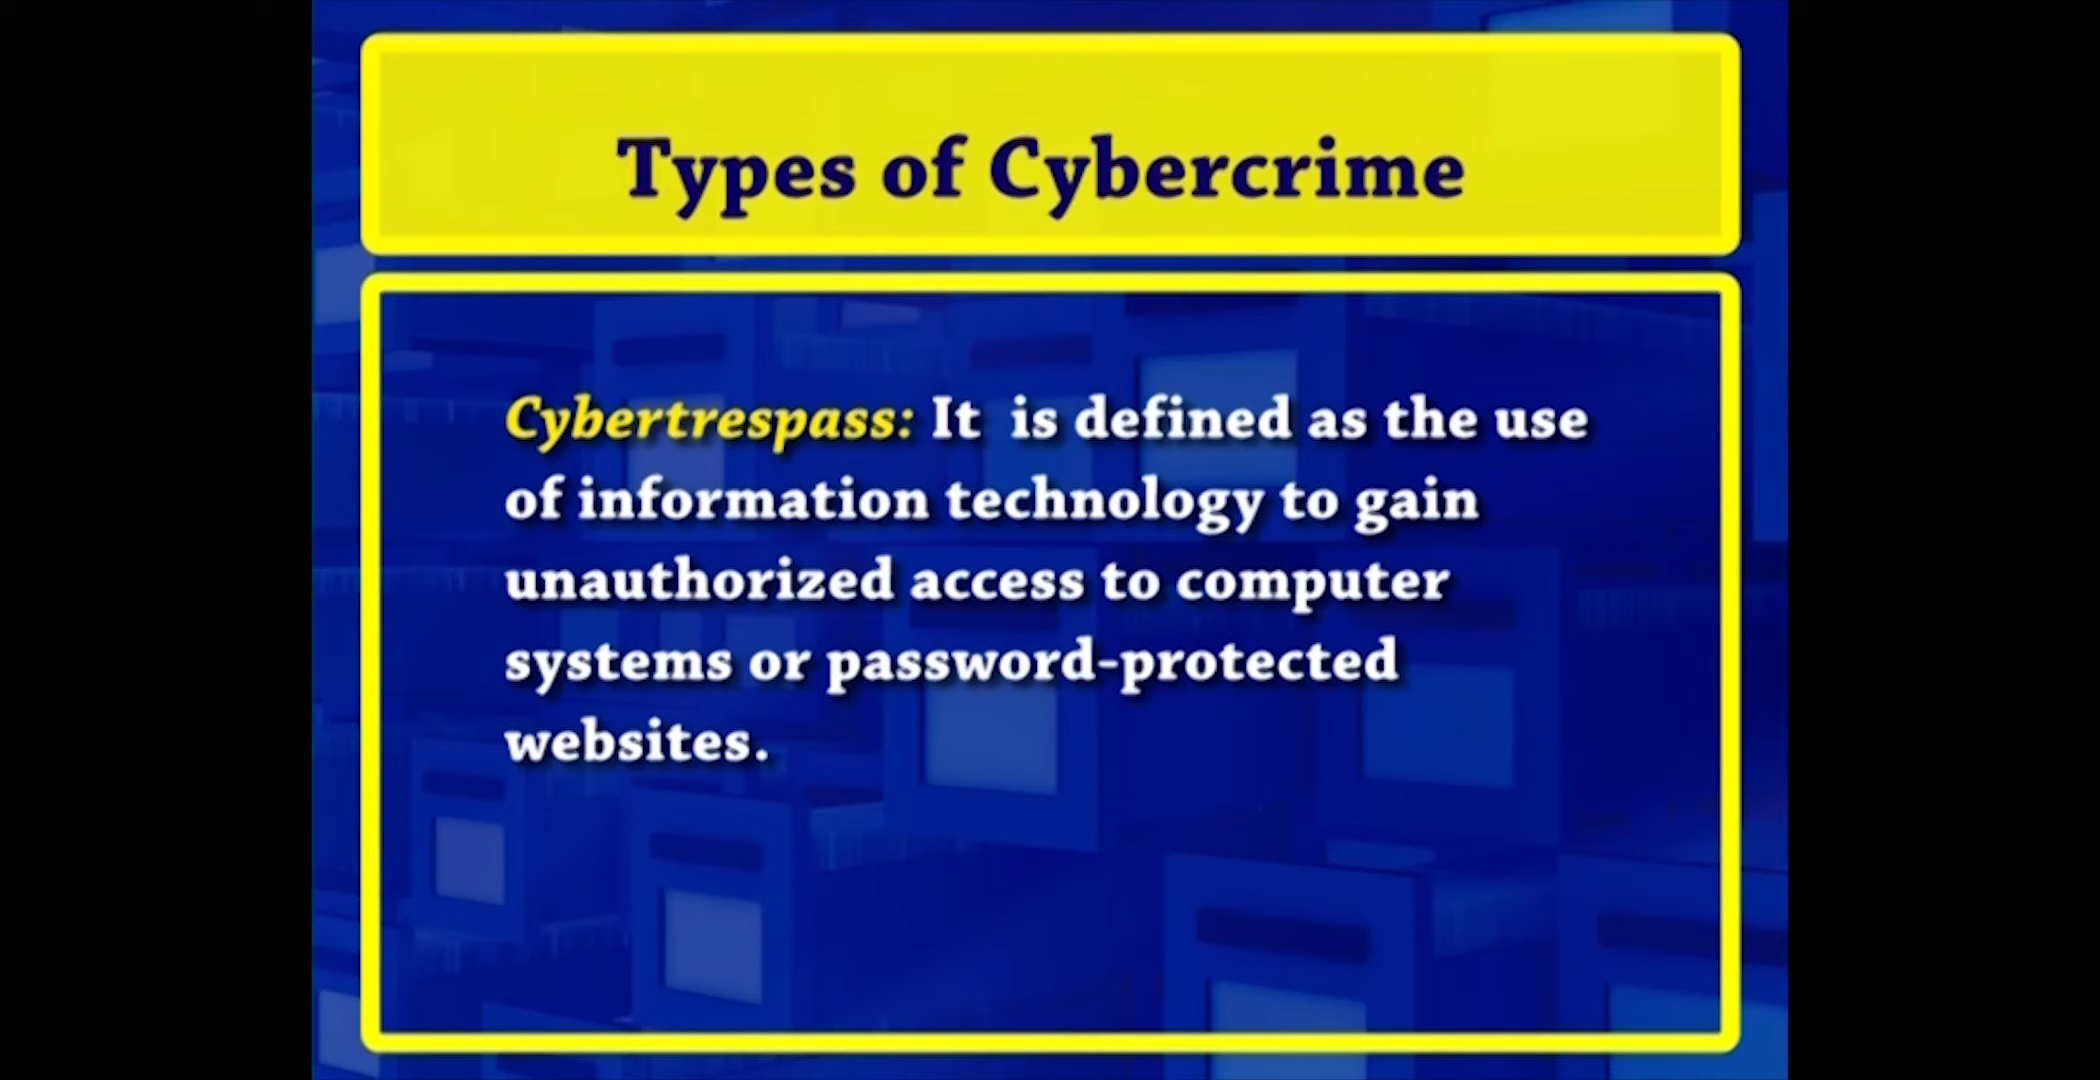 Types of Cybercrime
Cybertrespass: It is defined as the use
of information technology to gain
unauthorized access to computer
systems or password-protected
websites.